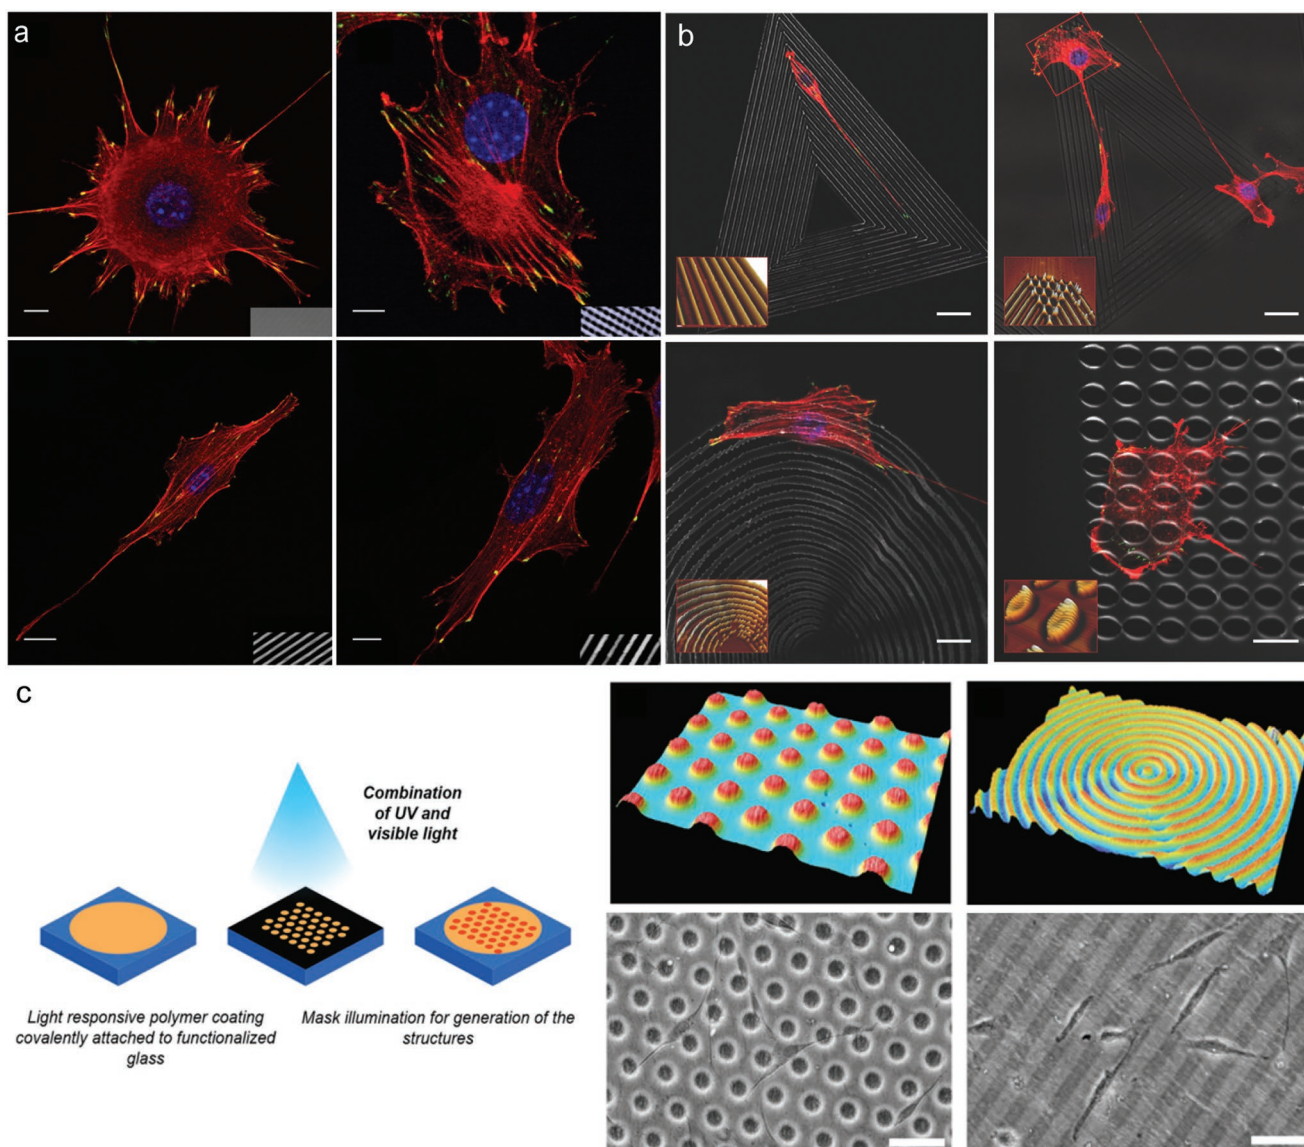 a
b
c
Combination
of UV and
visible light
Light responsive polymer coating
covalently attached to functionalized
glass
Mask illumination for generation of the
structures